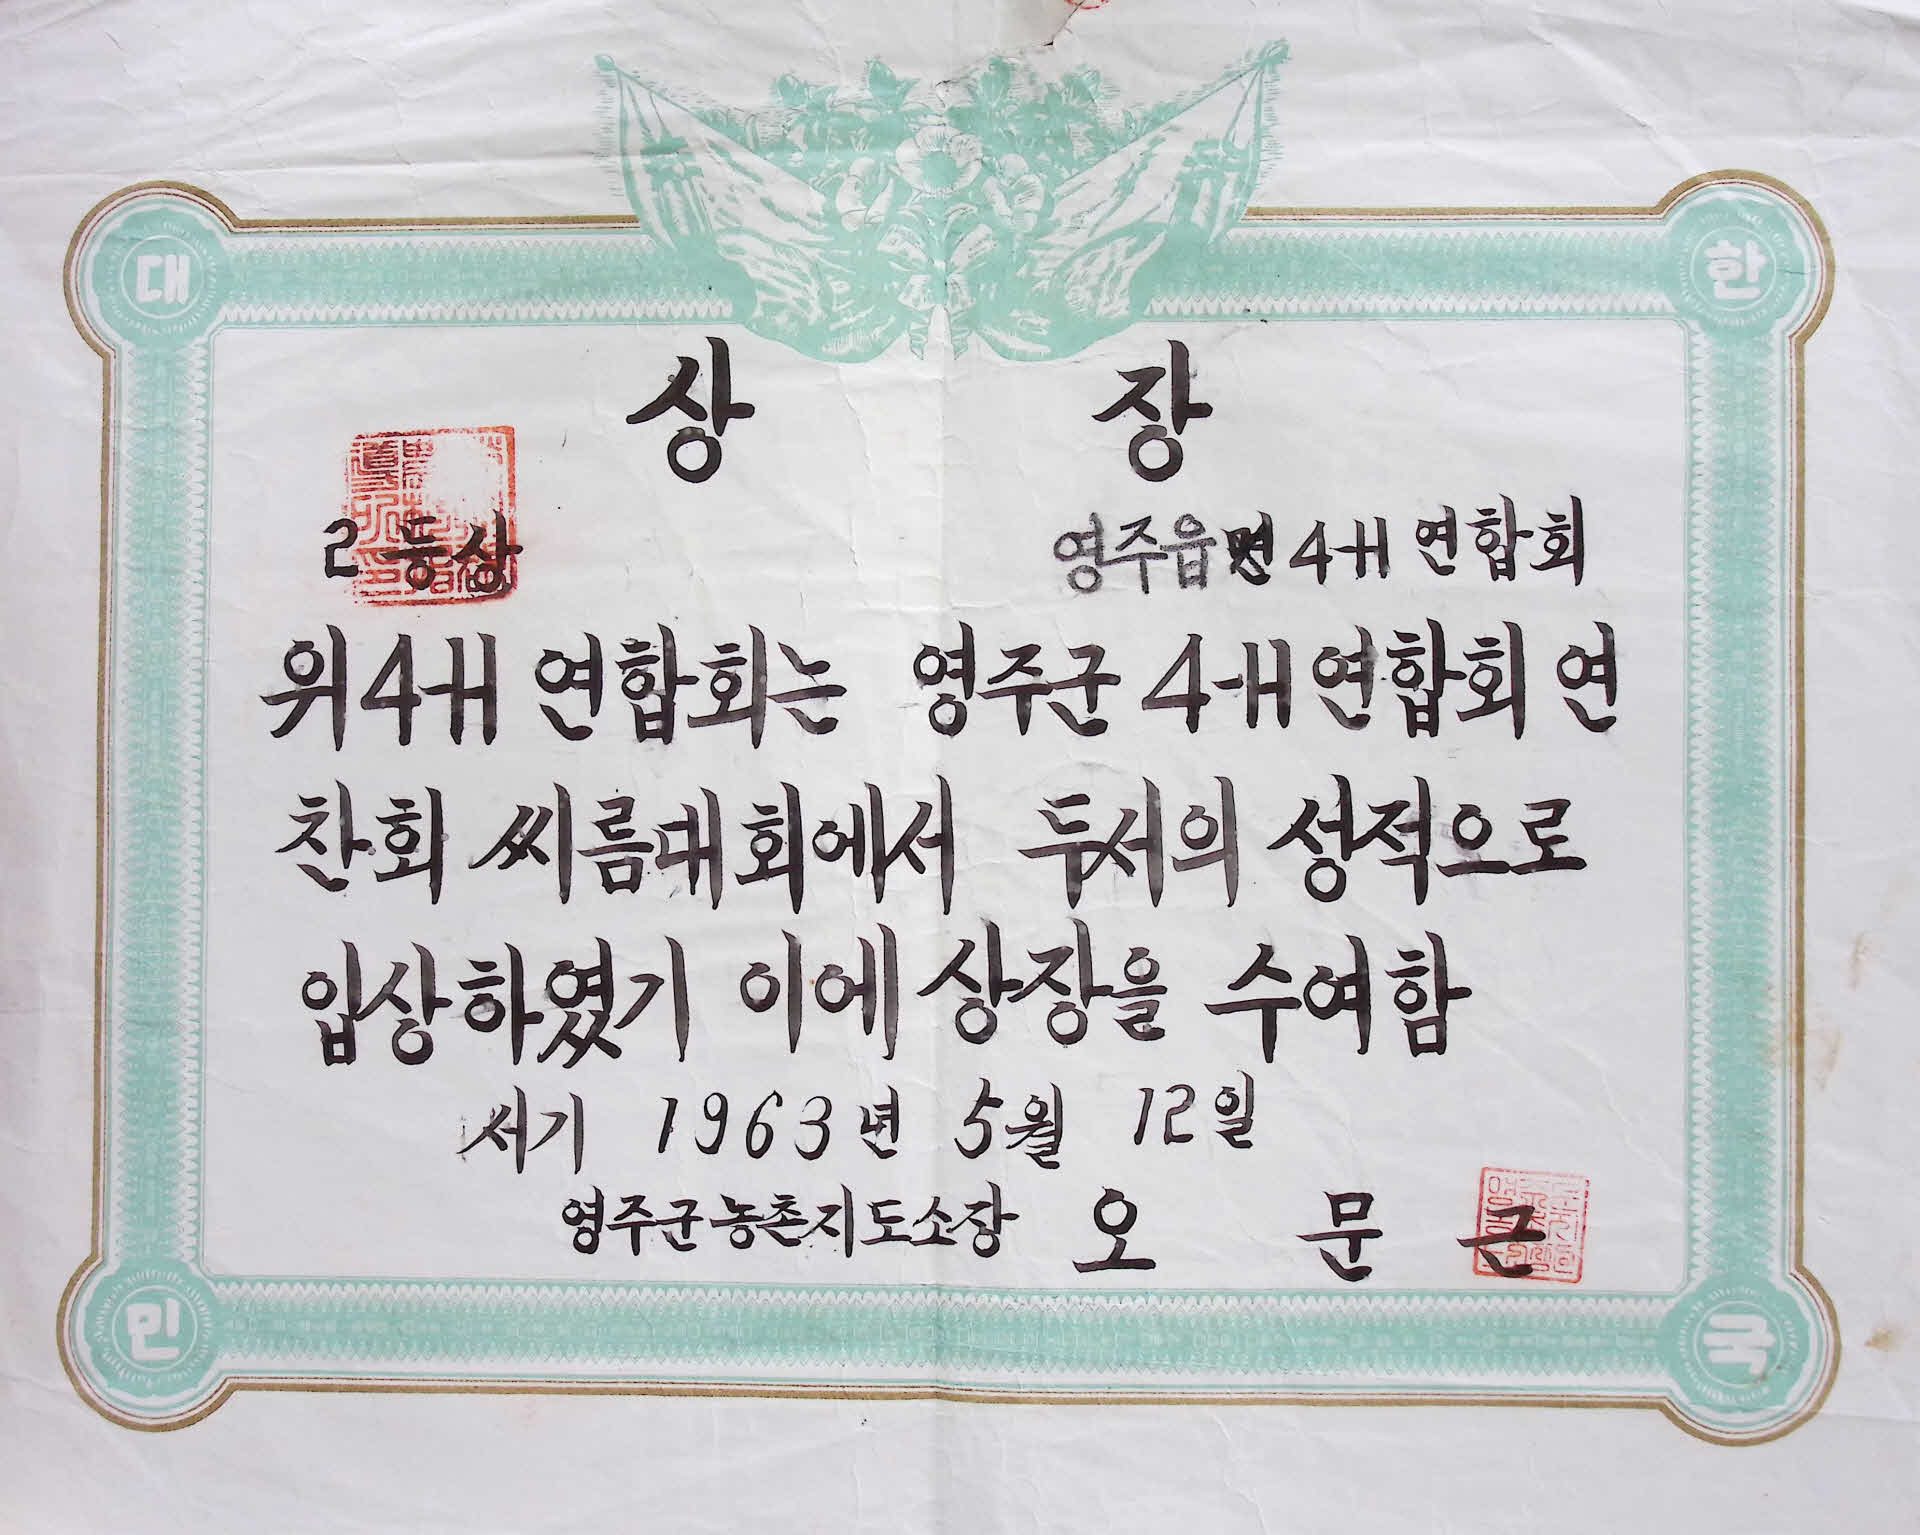 대 한
상 장
2등상 영주읍면 4-H 연합회
위 4-H 연합회는 영주군 4-H 연합회 연
찬회 씨름대회에서 두서의 성적으로
입상하였기 이에 상장을 수여함
서기 1963년 5월 12일
영주군농촌지도소장 오 문 근
민 국